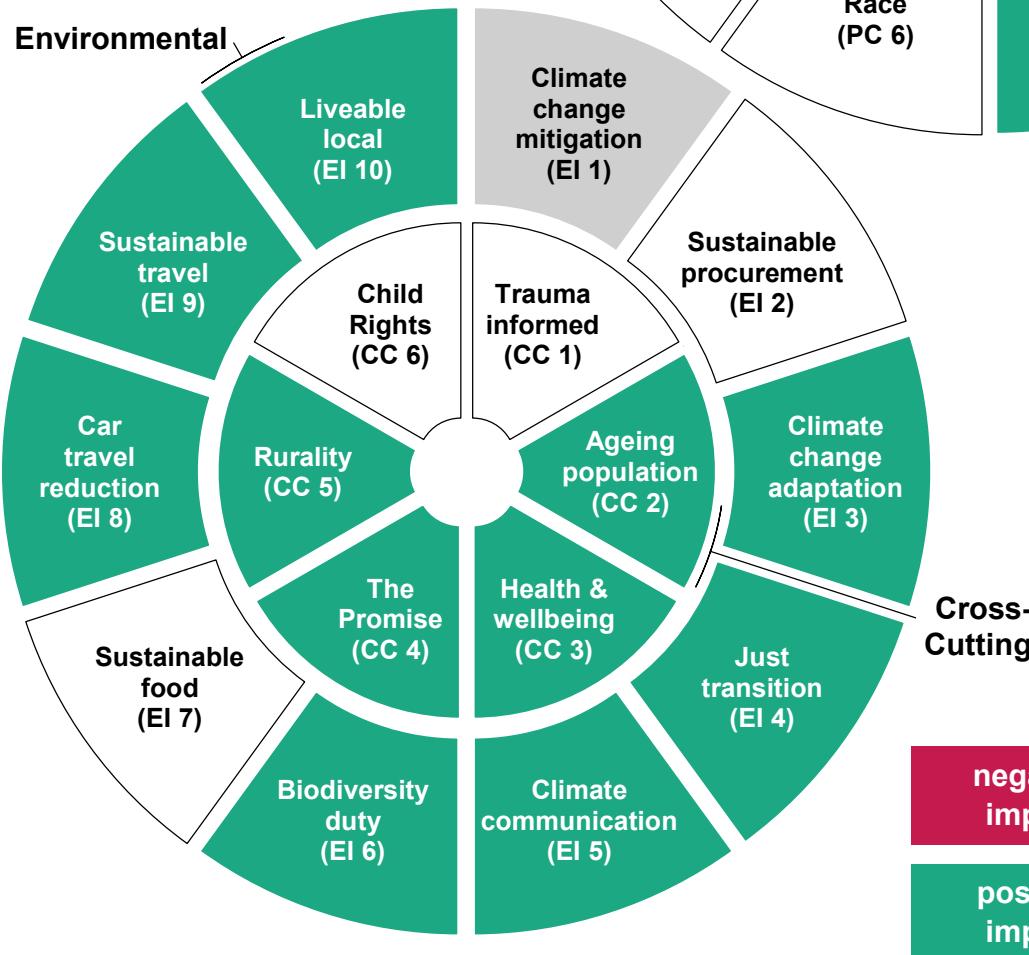 Race
(PC 6)
Environmental
Climate
change
mitigation
(EI 1)
Sustainable
procurement
(EI 2)
Climate
change
adaptation
(EI 3)
Just
transition
(EI 4)
Climate
communication
(EI 5)
Biodiversity
duty
(EI 6)
Sustainable
food
(EI 7)
Car
travel
reduction
(EI 8)
Sustainable
travel
(EI 9)
Liveable
local
(EI 10)
Trauma
informed
(CC 1)
Ageing
population
(CC 2)
Health &
wellbeing
(CC 3)
The
Promise
(CC 4)
Rurality
(CC 5)
Child
Rights
(CC 6)
Cross-
Cutting